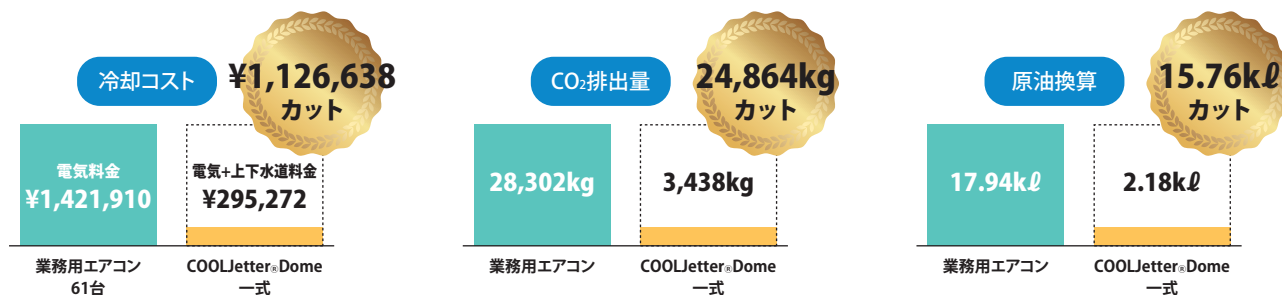 冷却コスト
¥1,126,638
カット
電気料金
¥1,421,910
電気+上下水道料金
¥295,272
業務用エアコン
61台
COOLJetter®Dome
一式
CO₂排出量
24,864kg
カット
28,302kg
3,438kg
業務用エアコン
COOLJetter®Dome
一式
原油換算
15.76kℓ
カット
17.94kℓ
2.18kℓ
業務用エアコン
COOLJetter®Dome
一式